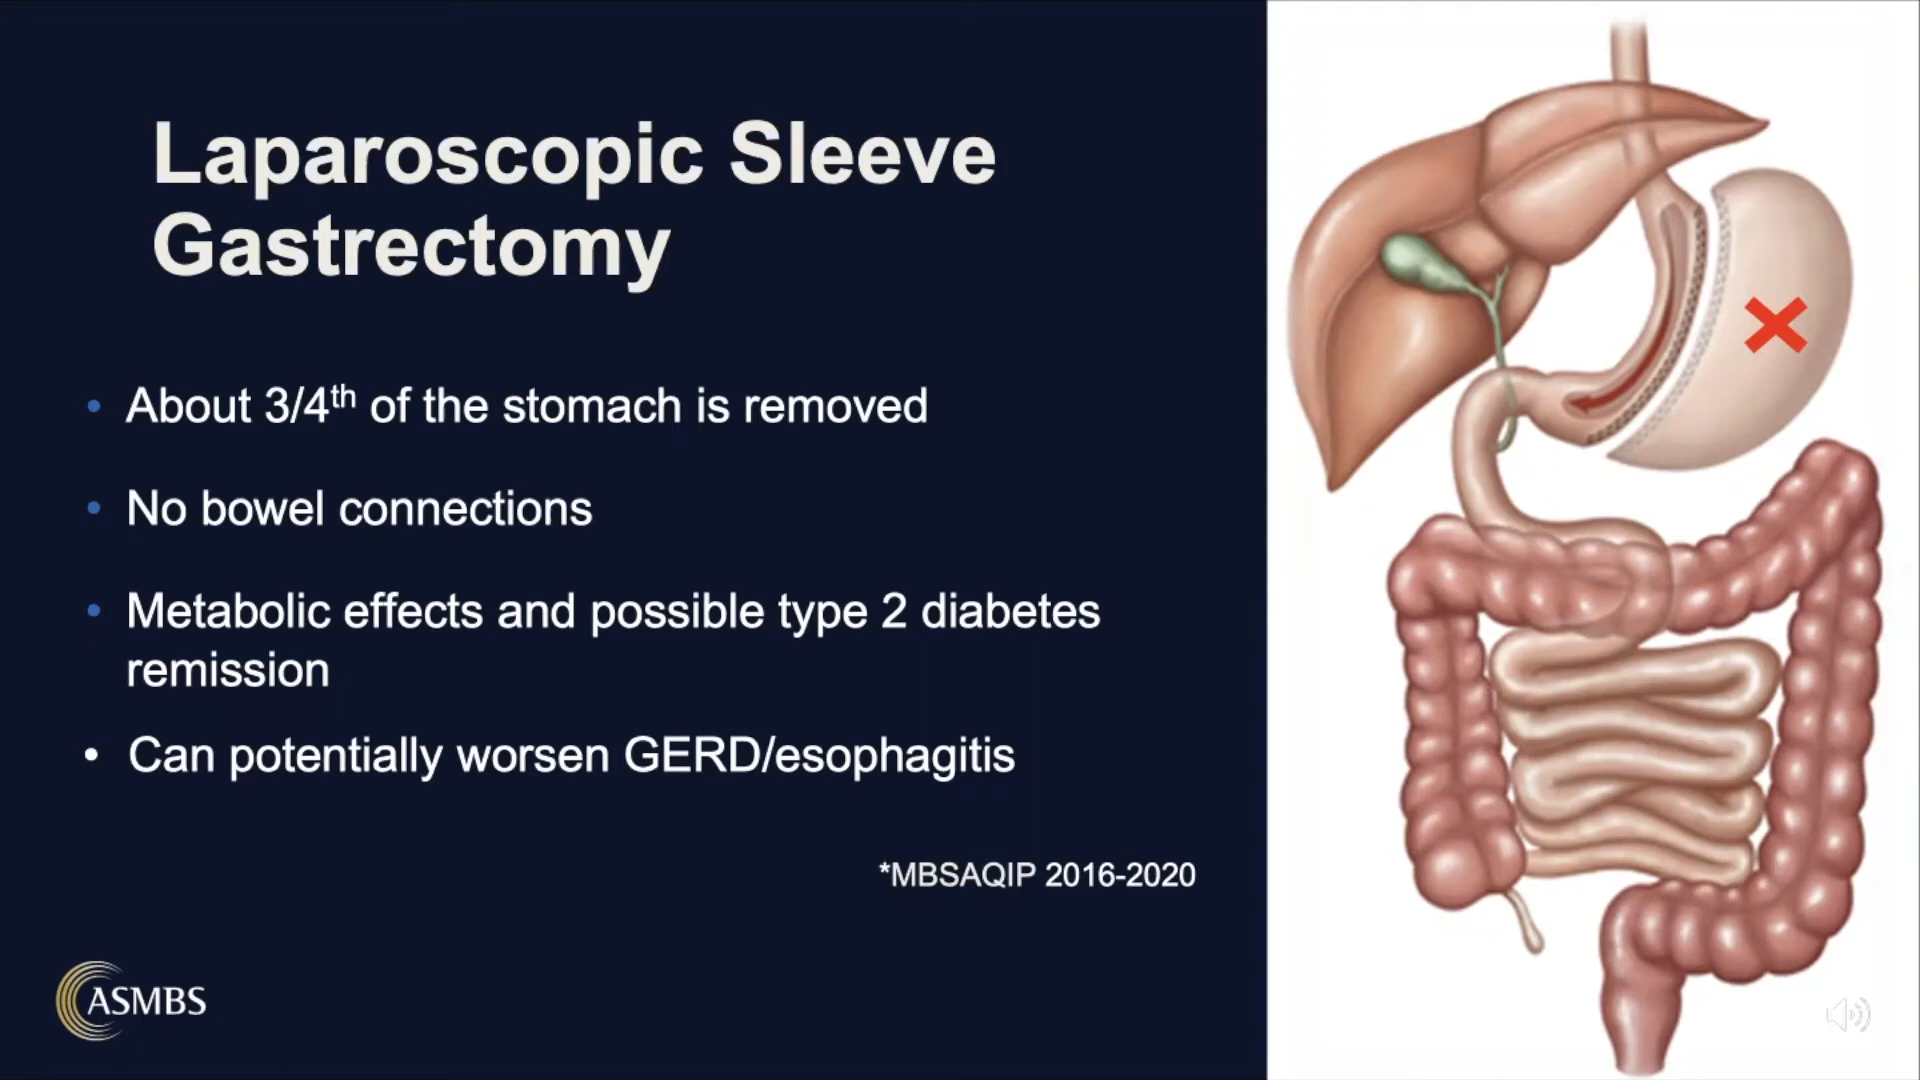 Laparoscopic Sleeve
Gastrectomy
• About 3/4th of the stomach is removed
• No bowel connections
• Metabolic effects and possible type 2 diabetes
remission
• Can potentially worsen GERD/esophagitis
*MBSAQIP 2016-2020
ASMBS